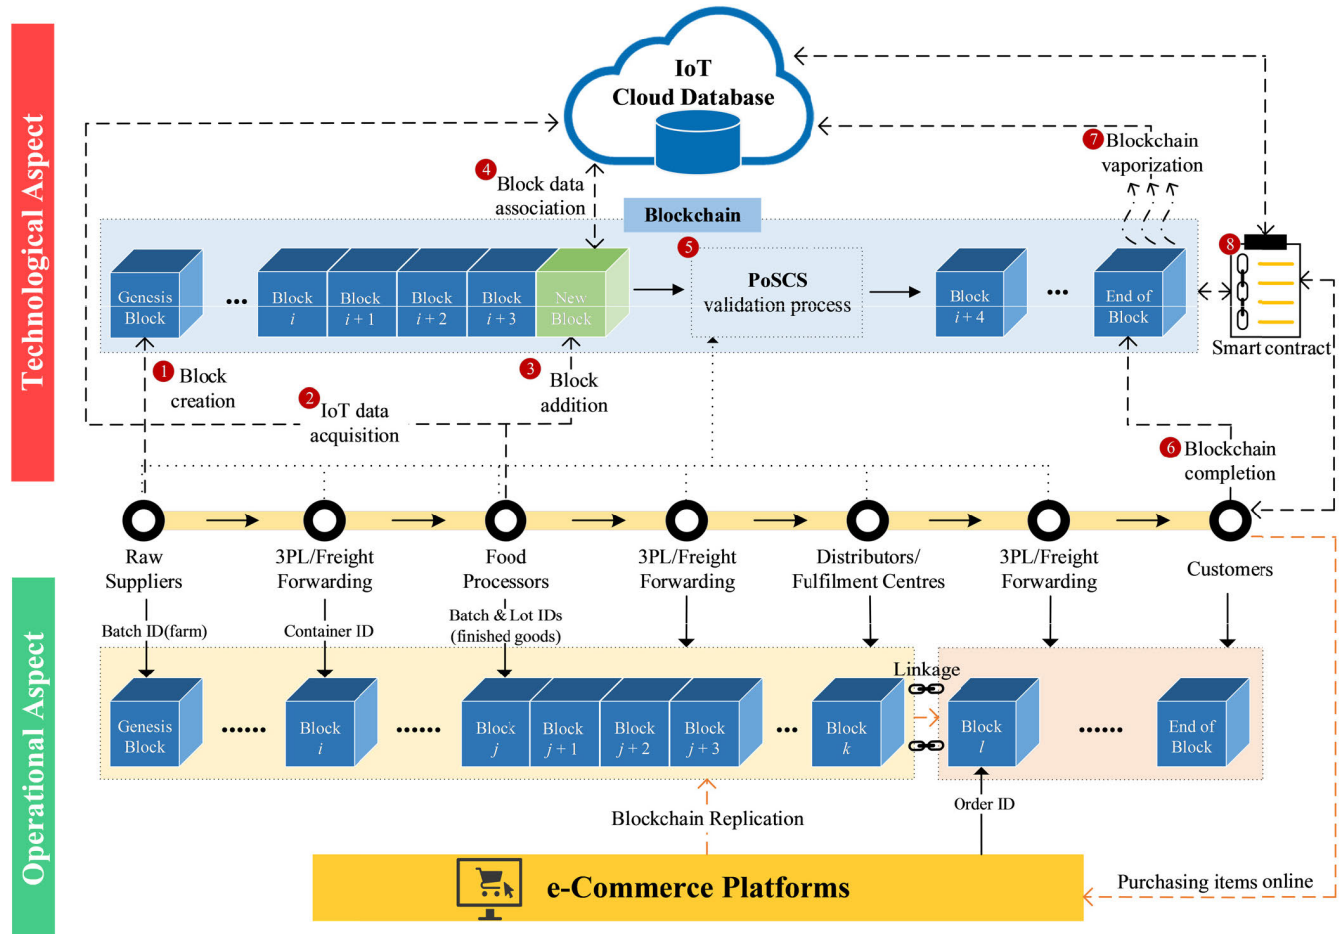 Technological Aspect
IoT
Cloud Database
4
Block data
association
7
Blockchain
vaporization
Blockchain
Genesis
Block
...
Block
i
Block
i + 1
Block
i + 2
Block
i + 3
New
Block
5
PoSCS
validation process
Block
i + 4
...
End of
Block
8
Smart contract
1
Block
creation
2
IoT data
acquisition
3
Block
addition
6
Blockchain
completion
Raw
Suppliers
3PL/Freight
Forwarding
Food
Processors
3PL/Freight
Forwarding
Distributors/
Fulfilment Centres
3PL/Freight
Forwarding
Customers
Operational Aspect
Batch ID(farm)
Container ID
Batch & Lot IDs
(finished goods)
Linkage
Genesis
Block
......
Block
i
......
Block
j
Block
j + 1
Block
j + 2
Block
j + 3
...
Block
k
Block
l
......
End of
Block
Blockchain Replication
Order ID
e-Commerce Platforms
Purchasing items online